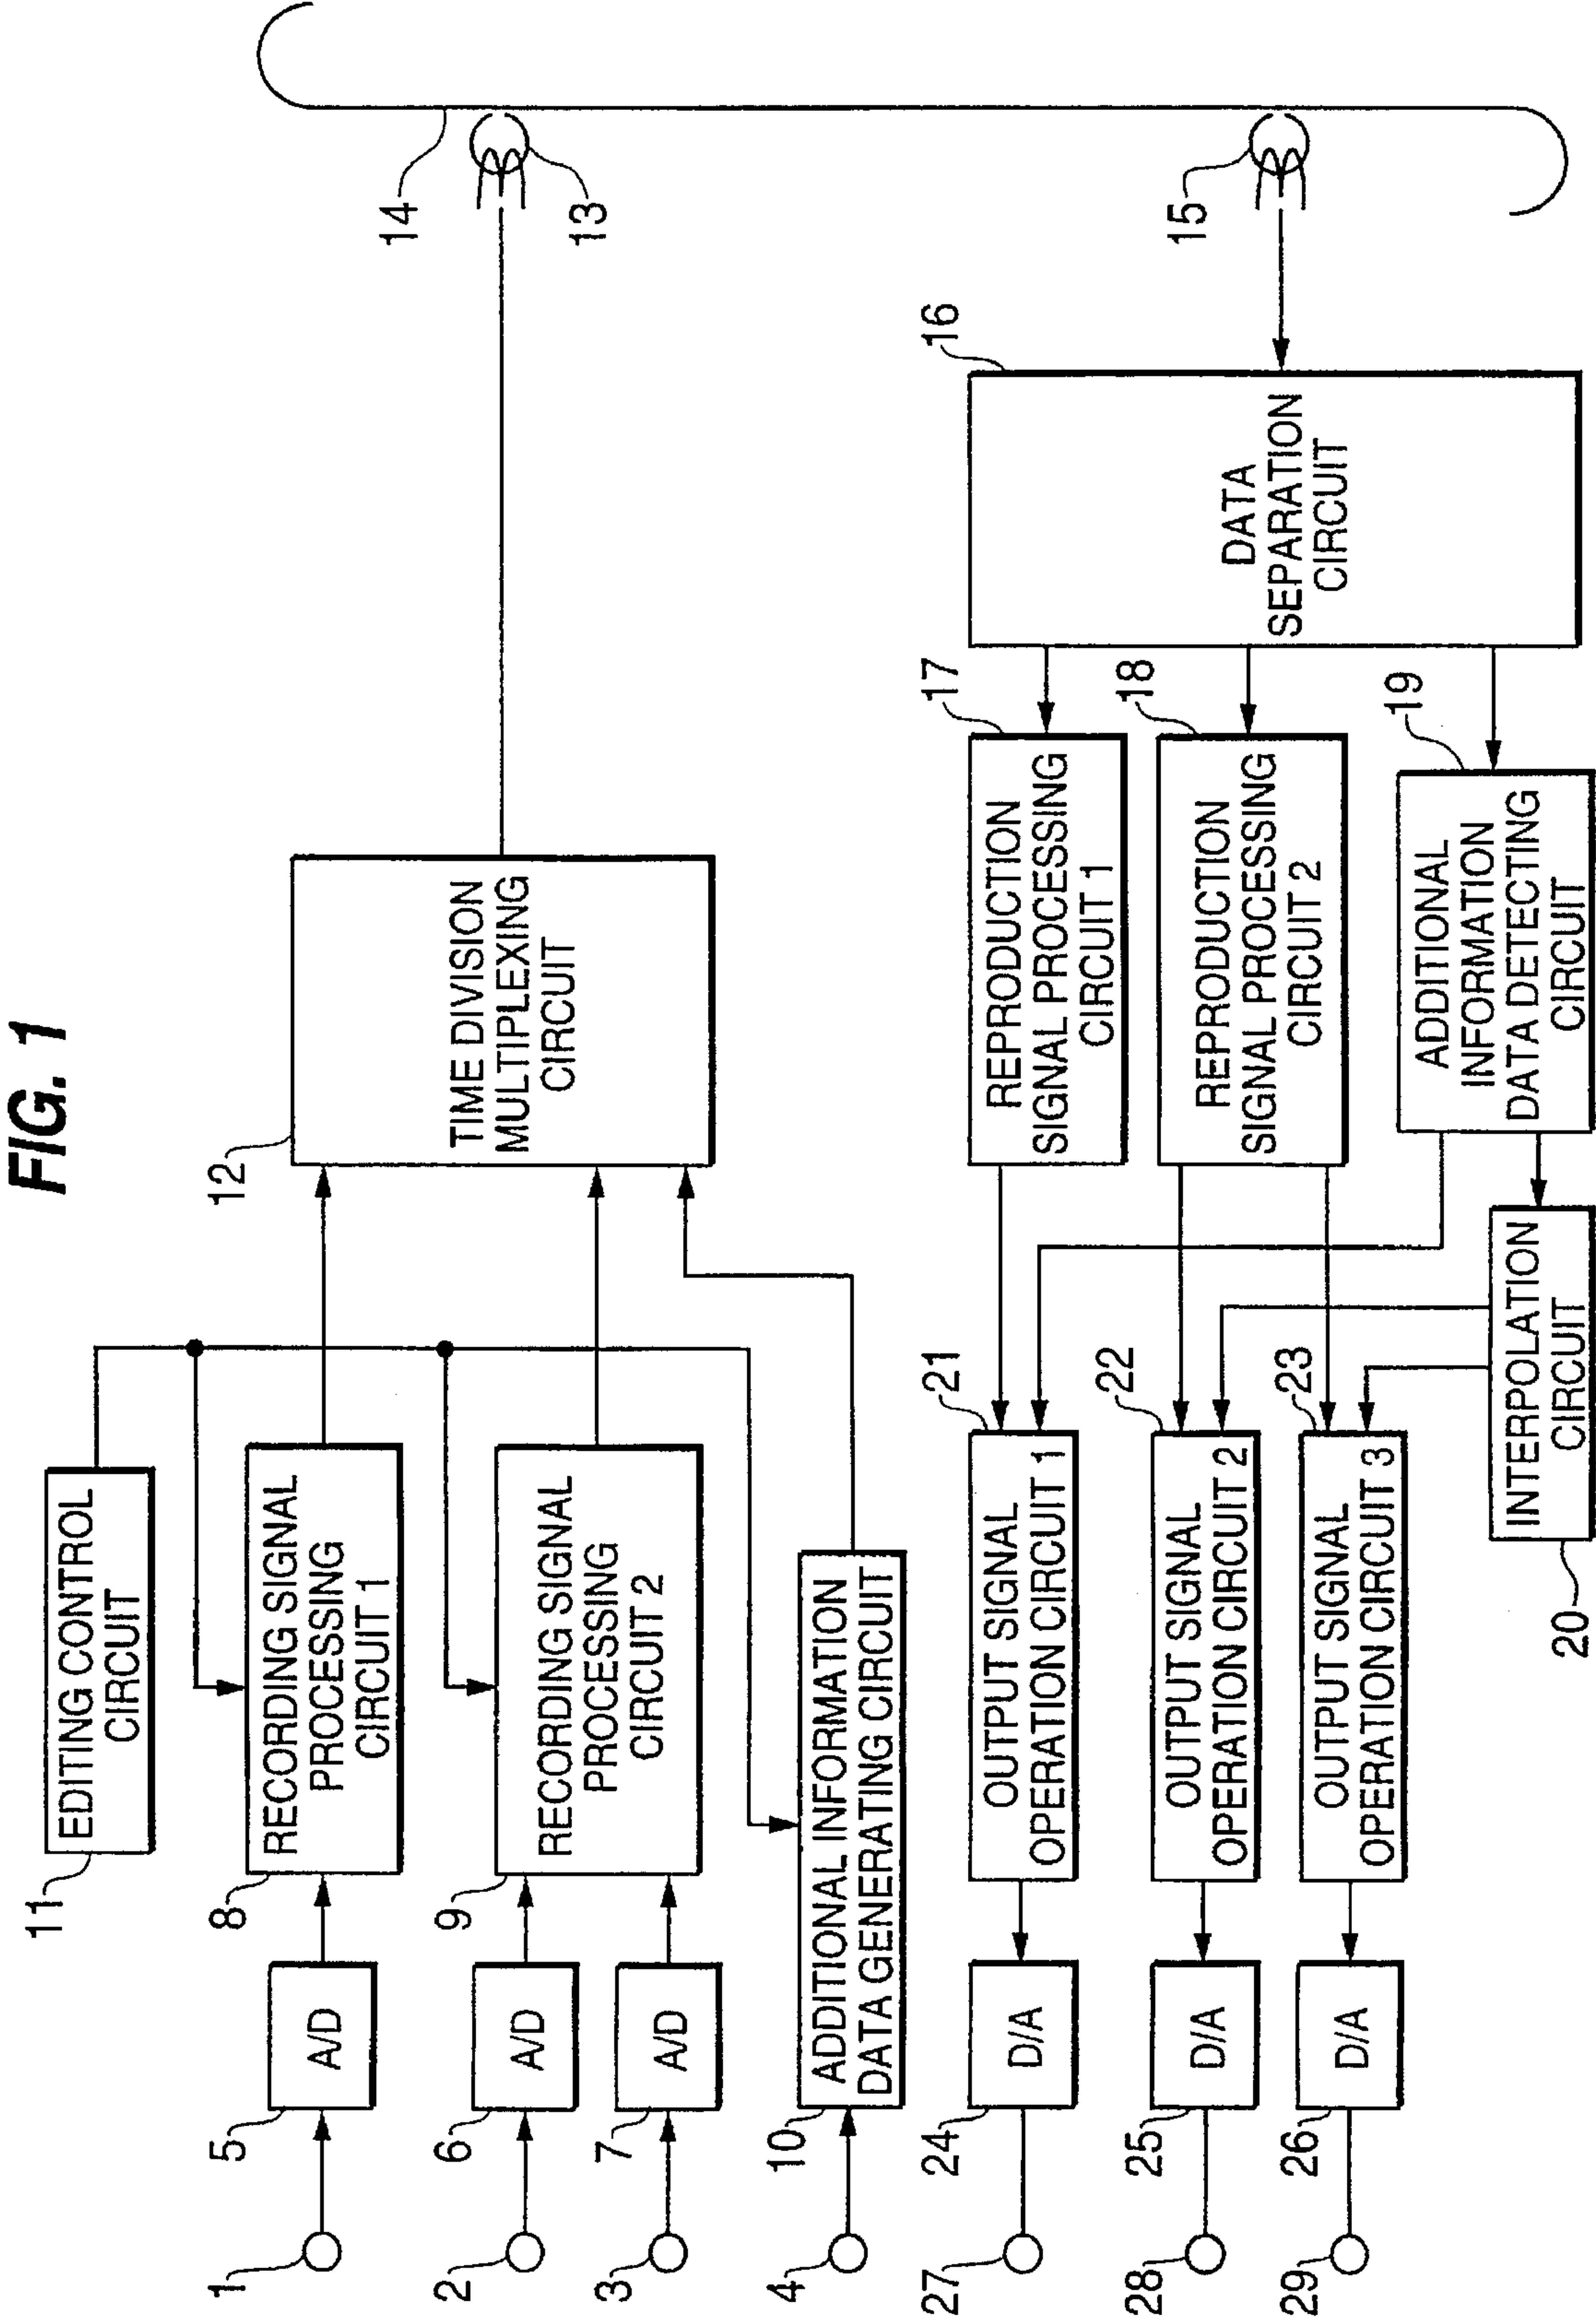 FIG. 1
11
EDITING CONTROL
CIRCUIT
1
5
A/D
8
RECORDING SIGNAL
PROCESSING
CIRCUIT 1
12
TIME DIVISION
MULTIPLEXING
CIRCUIT
14
13
2
6
A/D
9
RECORDING SIGNAL
PROCESSING
CIRCUIT 2
3
7
A/D
4
10
ADDITIONAL INFORMATION
DATA GENERATING CIRCUIT
27
24
D/A
21
OUTPUT SIGNAL
OPERATION CIRCUIT 1
17
REPRODUCTION
SIGNAL PROCESSING
CIRCUIT 1
16
DATA
SEPARATION
CIRCUIT
15
28
25
D/A
22
OUTPUT SIGNAL
OPERATION CIRCUIT 2
18
REPRODUCTION
SIGNAL PROCESSING
CIRCUIT 2
29
26
D/A
23
OUTPUT SIGNAL
OPERATION CIRCUIT 3
19
ADDITIONAL
INFORMATION
DATA DETECTING
CIRCUIT
20
INTERPOLATION
CIRCUIT